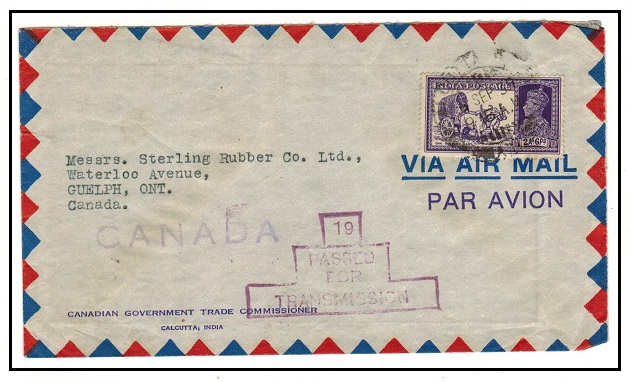 INDIA POSTAGE
SEP
VIA AIR MAIL
PAR AVION
Messrs. Sterling Rubber Co. Ltd.,
Waterloo Avenue,
GUELPH, ONT.
Canada.
CANADA
19
PASSED
FOR
TRANSMISSION
CANADIAN GOVERNMENT TRADE COMMISSIONER
CALCUTTA, INDIA